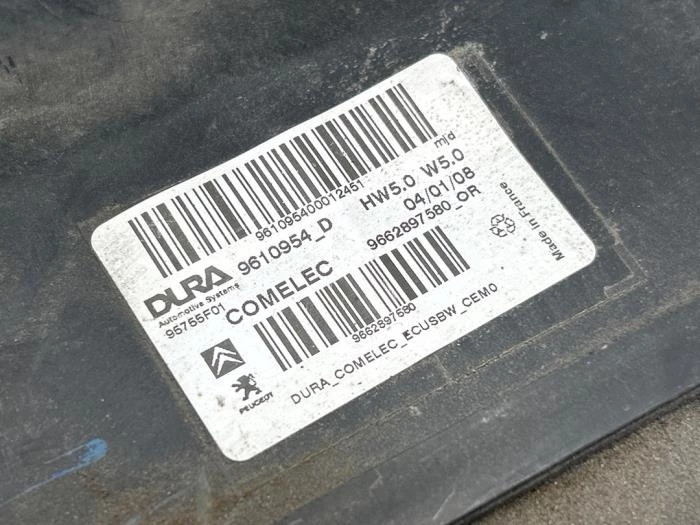 961095400012451
DURA 9610954_D HW5.0 W5.0 m/d
Automotive Systems
95755F01 COMELEC 9662897580_OR 04/01/08
9662897580
PEUGEOT
DURA_COMELEC_ECUSBW_CEM0
Made in France